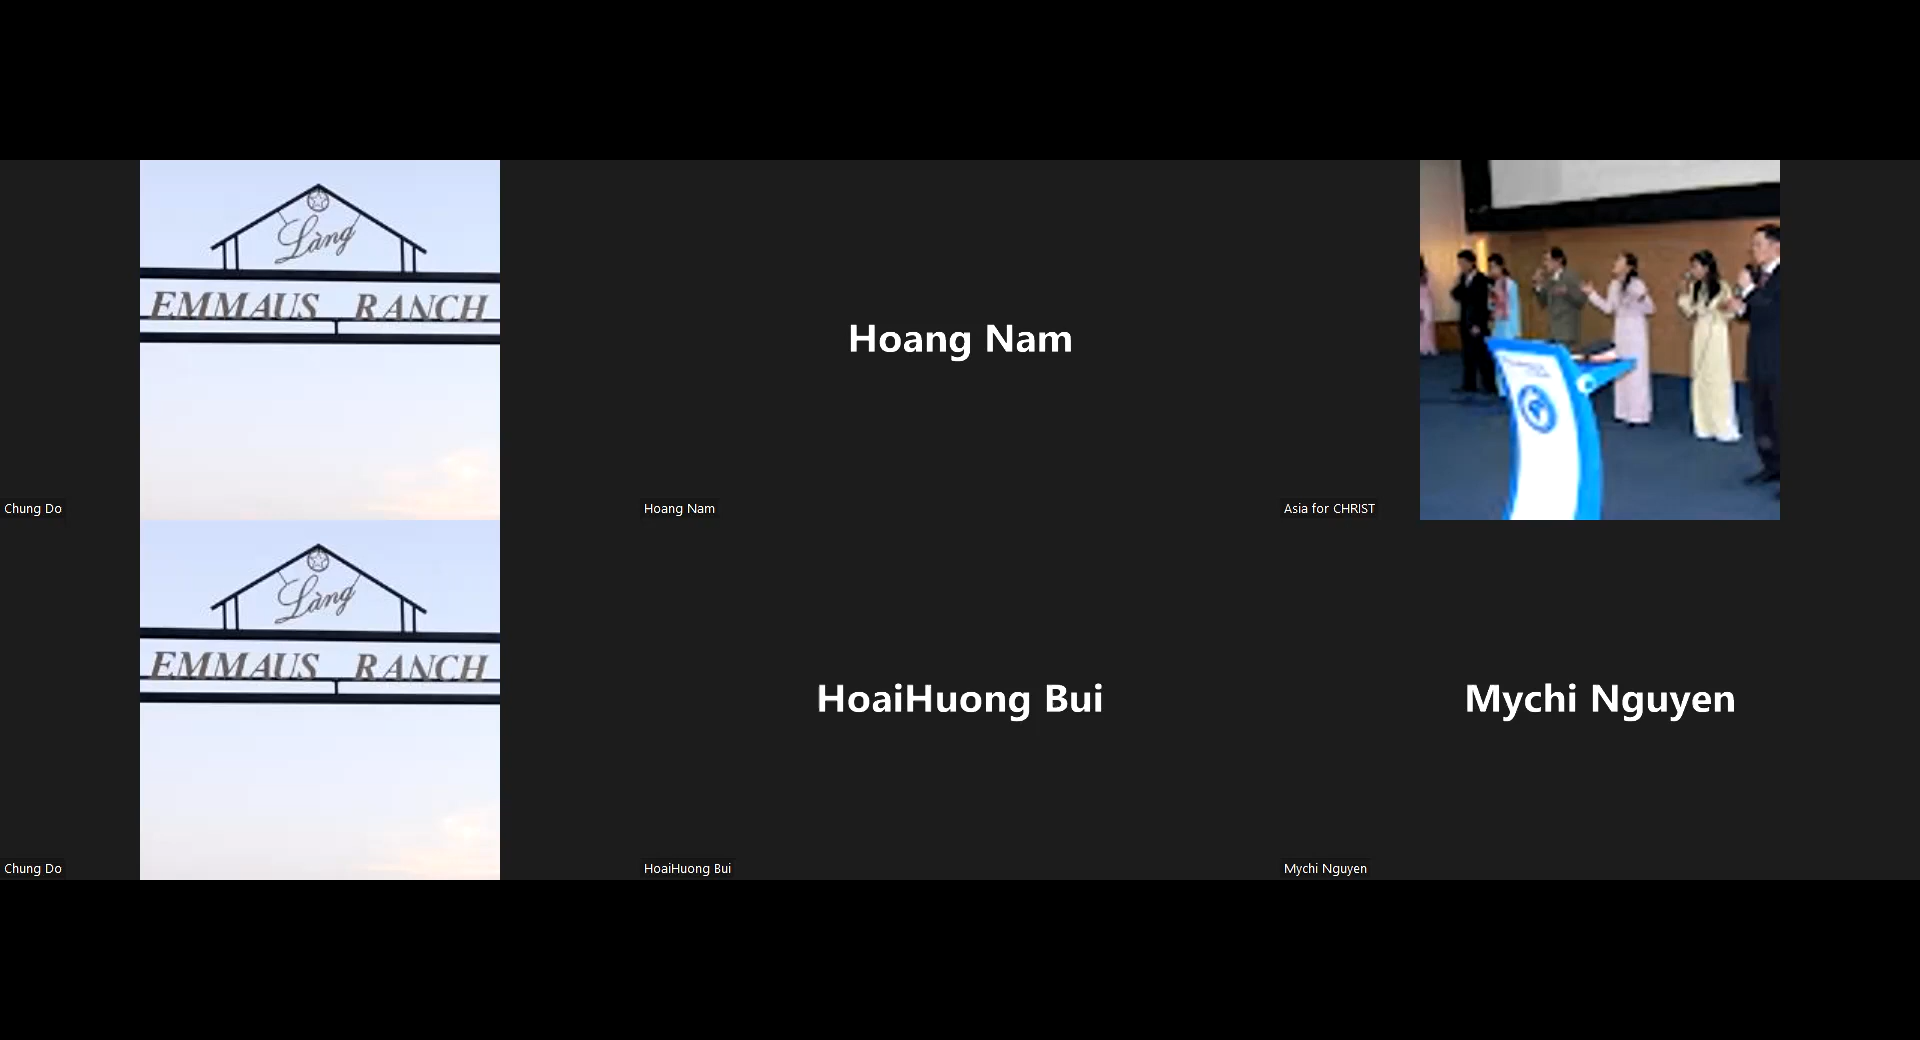 Làng
EMMAUS RANCH
Chung Do
Hoang Nam
Hoang Nam
Asia for CHRIST
Làng
EMMAUS RANCH
Chung Do
HoaiHuong Bui
HoaiHuong Bui
Mychi Nguyen
Mychi Nguyen